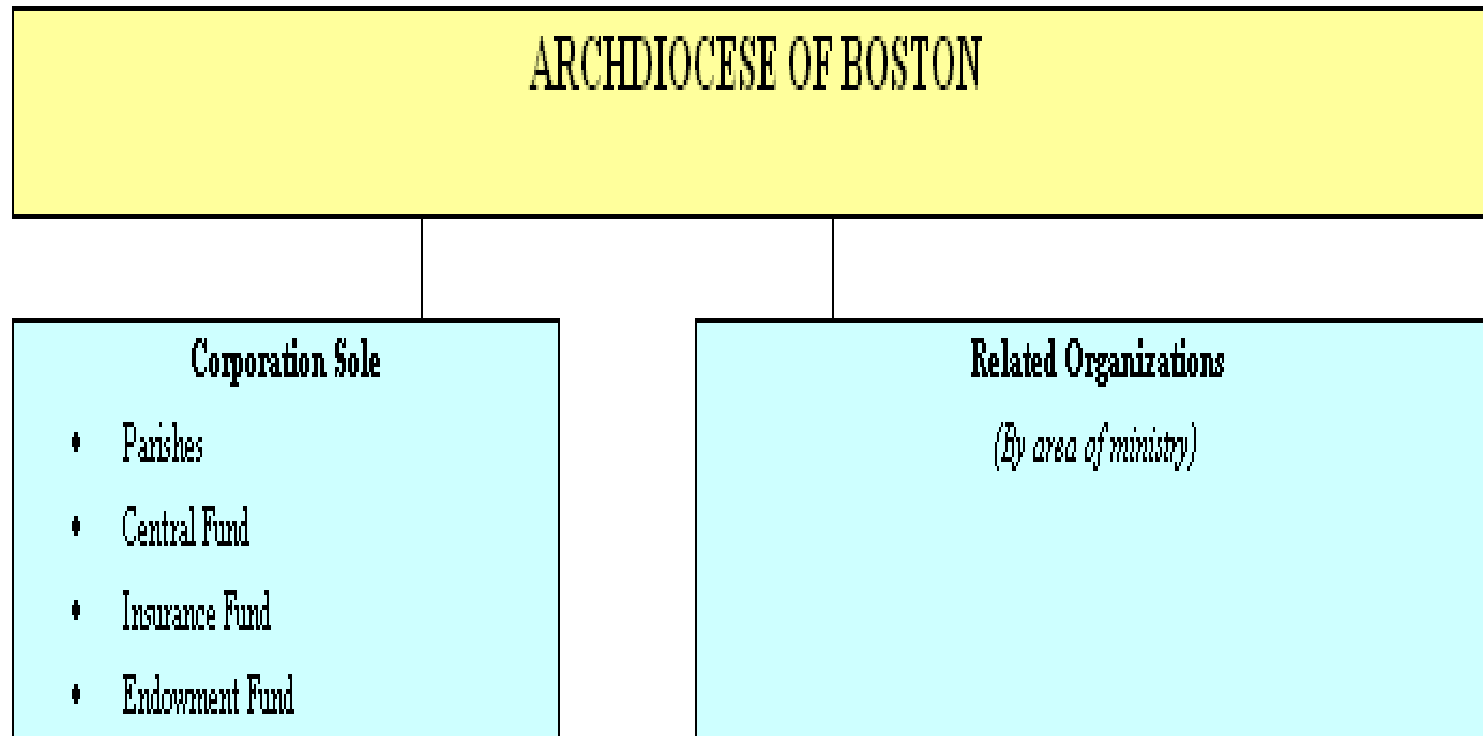 ARCHDIOCESE OF BOSTON
Corporation Sole
• Parishes
• Central Fund
• Insurance Fund
• Endowment Fund
Related Organizations
(By area of ministry)